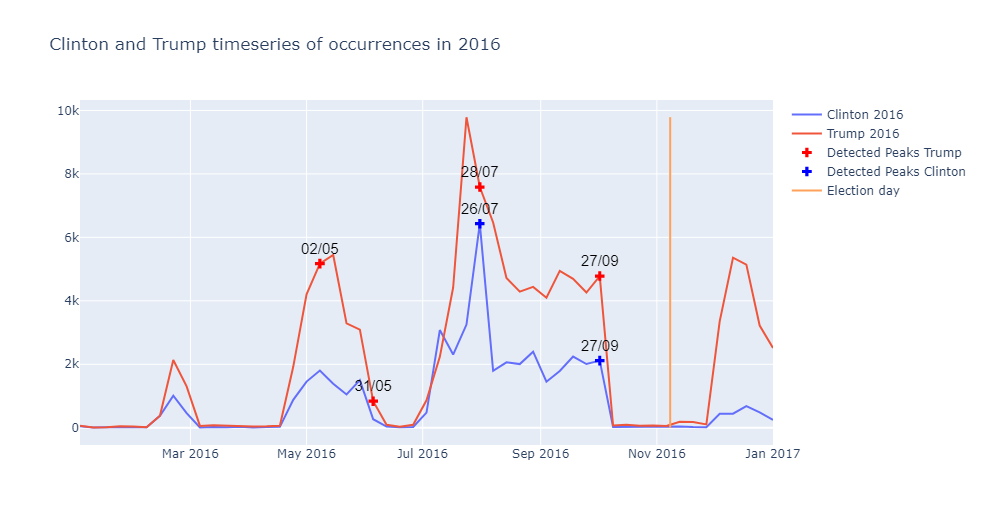 Clinton and Trump timeseries of occurrences in 2016
10k
8k
6k
4k
2k
0
Mar 2016
May 2016
Jul 2016
Sep 2016
Nov 2016
Jan 2017
02/05
31/05
28/07
26/07
27/09
27/09
Clinton 2016
Trump 2016
Detected Peaks Trump
Detected Peaks Clinton
Election day